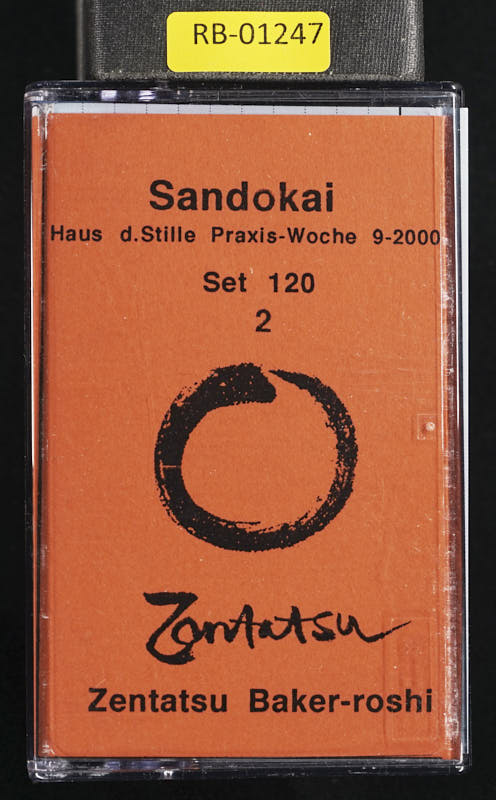 RB-01247
Sandokai
Haus d.Stille Praxis-Woche 9-2000
Set 120
2
Zentatsu
Zentatsu Baker-roshi